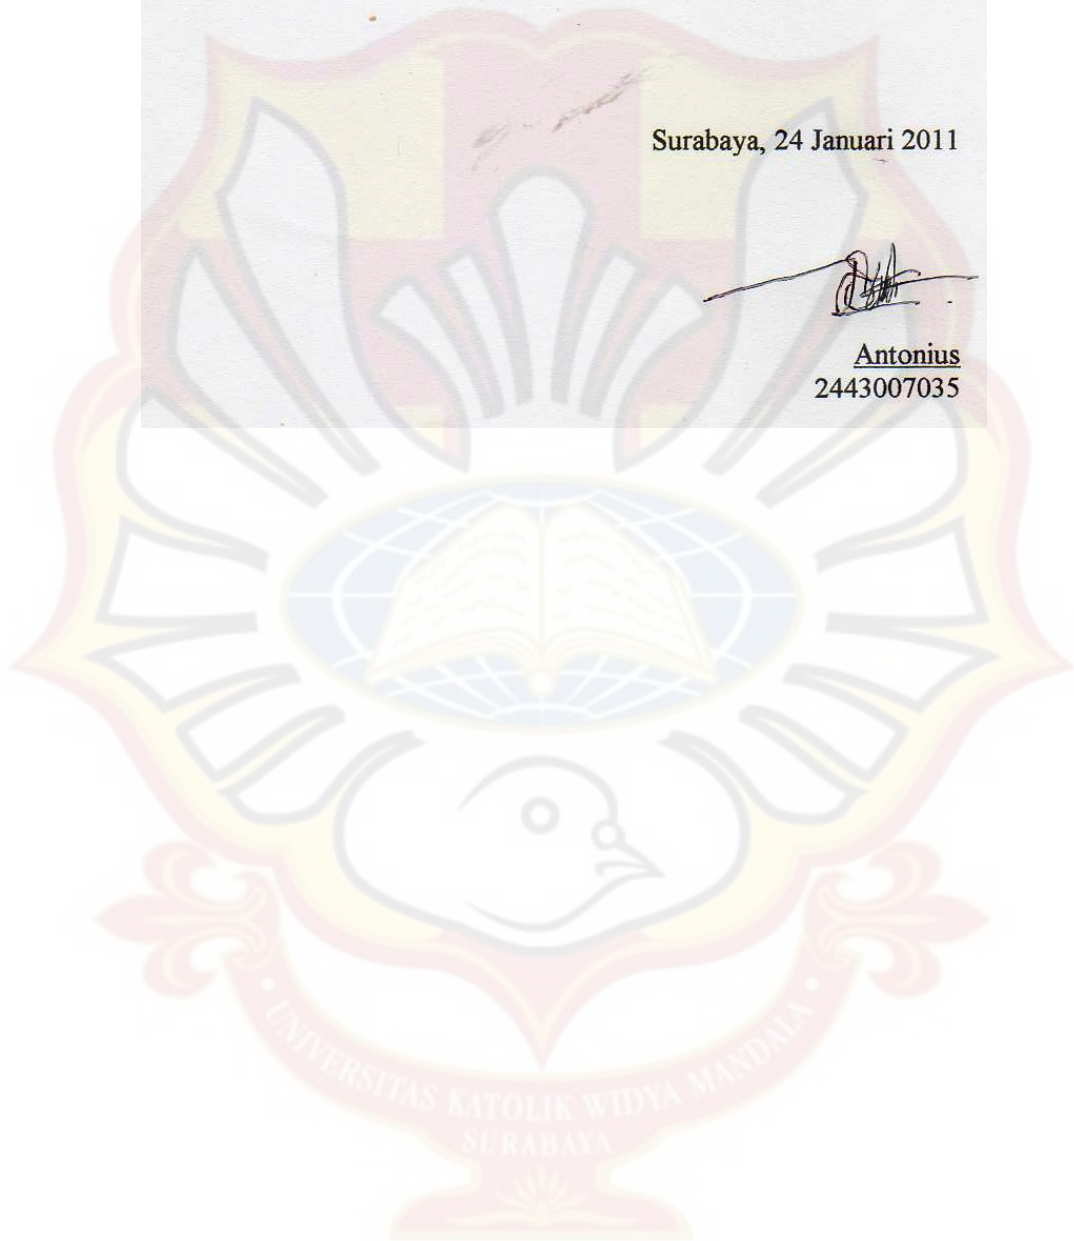 Surabaya, 24 Januari 2011
Antonius
2443007035
UNIVERSITAS KATOLIK WIDYA MANDALA
SURABAYA